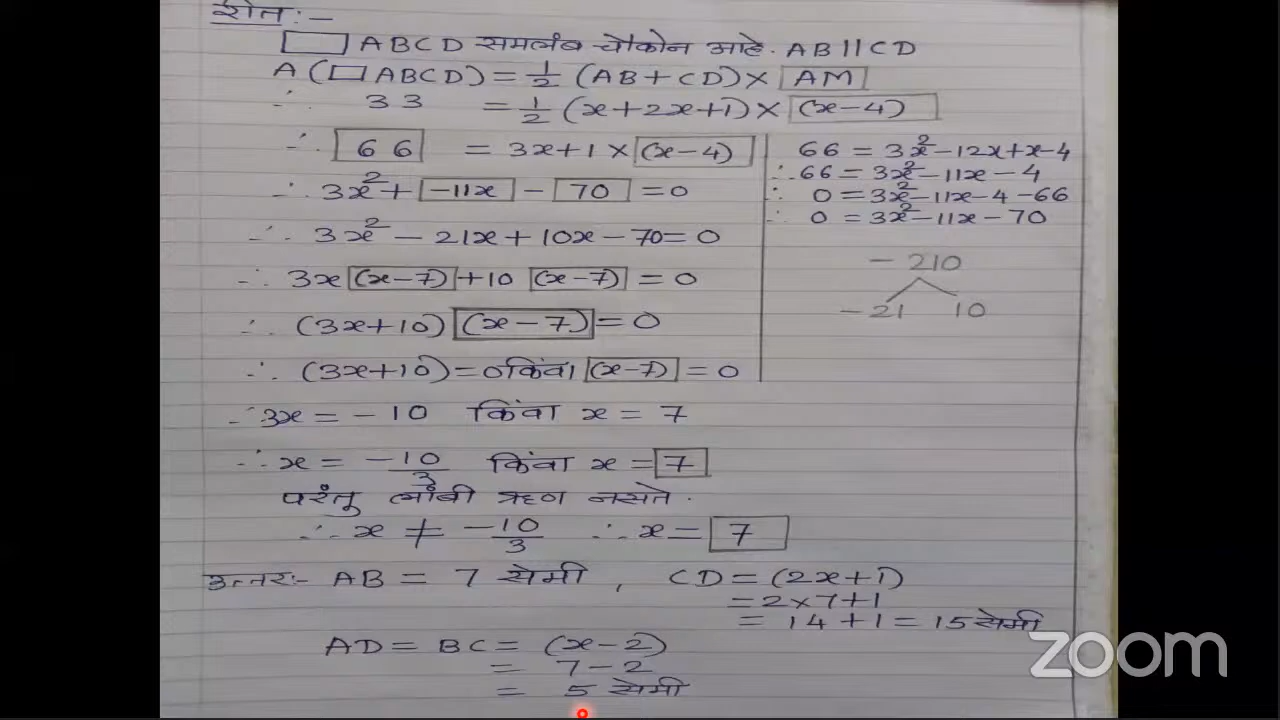 रीत:-
□ ABCD समलंब चौकोन आहे. AB||CD
A (□ ABCD) = 1/2 (AB + CD) × AM
∴ 33 = 1/2 (x+2x+1) × (x-4)
∴ 66 = 3x+1 × (x-4)
∴ 3x² + -11x - 70 = 0
∴ 3x² - 21x + 10x - 70 = 0
∴ 3x (x-7) + 10 (x-7) = 0
∴ (3x+10) (x-7) = 0
∴ (3x+10) = 0 किंवा (x-7) = 0
∴ 3x = -10 किंवा x = 7
∴ x = -10/3 किंवा x = 7
परंतू लांबी ऋण नसते.
∴ x ≠ -10/3 ∴ x = 7
66 = 3x² - 12x + x - 4
∴ 66 = 3x² - 11x - 4
∴ 0 = 3x² - 11x - 4 - 66
∴ 0 = 3x² - 11x - 70
- 210
- 21 10
उत्तर:- AB = 7 सेमी , CD = (2x+1)
= 2×7+1
= 14+1 = 15 सेमी
AD = BC = (x-2)
= 7-2
= 5 सेमी
zoom